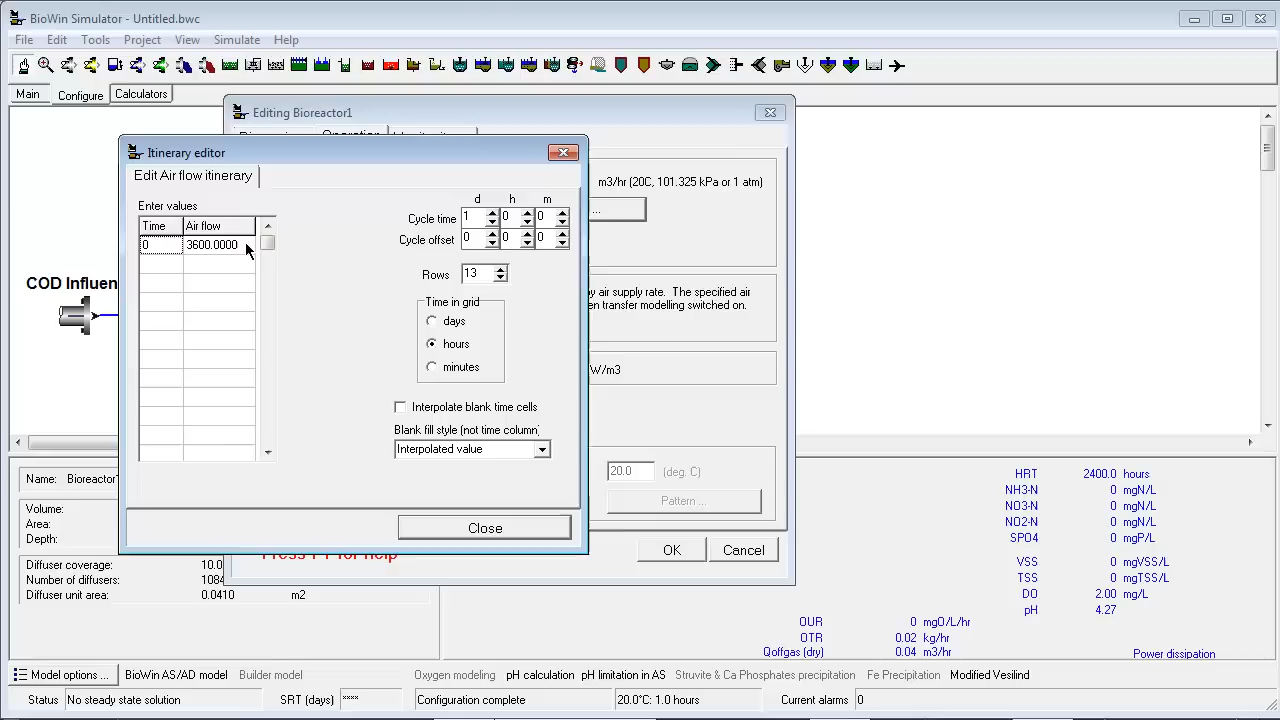 BioWin Simulator - Untitled.bwc
File Edit Tools Project View Simulate Help
Main Configure Calculators
Editing Bioreactor1
Itinerary editor
Edit Air flow itinerary
m3/hr (20C, 101.325 kPa or 1 atm)
...
Enter values
Time Air flow
0 3600.0000
d h m
Cycle time 1 0 0
Cycle offset 0 0 0
Rows 13
Time in grid
days
hours
minutes
Interpolate blank time cells
Blank fill style (not time column)
Interpolated value
Close
COD Influen
by air supply rate. The specified air
en transfer modelling switched on.
W/m3
20.0 (deg. C)
Pattern ...
OK Cancel
Press F1 for help
Name: Bioreactor
Volume:
Area:
Depth:
Diffuser coverage: 10.0
Number of diffusers: 1084
Diffuser unit area: 0.0410 m2
HRT 2400.0 hours
NH3-N 0 mgN/L
NO3-N 0 mgN/L
NO2-N 0 mgN/L
SPO4 0 mgP/L
VSS 0 mgVSS/L
TSS 0 mgTSS/L
DO 2.00 mg/L
pH 4.27
OUR 0 mgO/L/hr
OTR 0.02 kg/hr
Qoffgas (dry) 0.04 m3/hr
Power dissipation
Model options ... BioWin AS/AD model Builder model Oxygen modeling pH calculation pH limitation in AS Struvite & Ca Phosphates precipitation Fe Precipitation Modified Vesilind
Status No steady state solution SRT (days) **** Configuration complete 20.0°C: 1.0 hours Current alarms 0